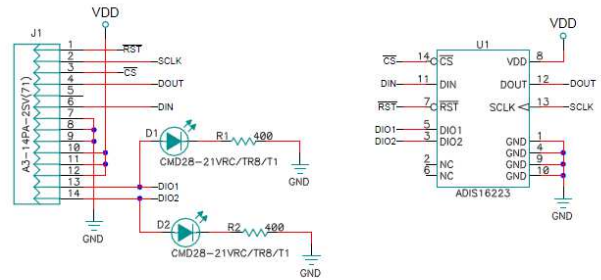 VDD
J1
A3-14PA-2SV(71)
1 RST
2 SCLK
3 CS
4 DOUT
5
6 DIN
7
8
9
10
11
12
13 DIO1
14 DIO2
GND
D1 R1 400
CMD28-21VRC/TR8/T1
GND
D2 R2 400
CMD28-21VRC/TR8/T1
GND
VDD
U1
CS 14 CS VDD 8
DIN 11 DIN DOUT 12 DOUT
RST 7 RST SCLK 13 SCLK
DIO1 5 DIO1 GND 1
DIO2 3 DIO2 GND 4
2 NC GND 9
6 NC GND 10
ADIS16223
GND